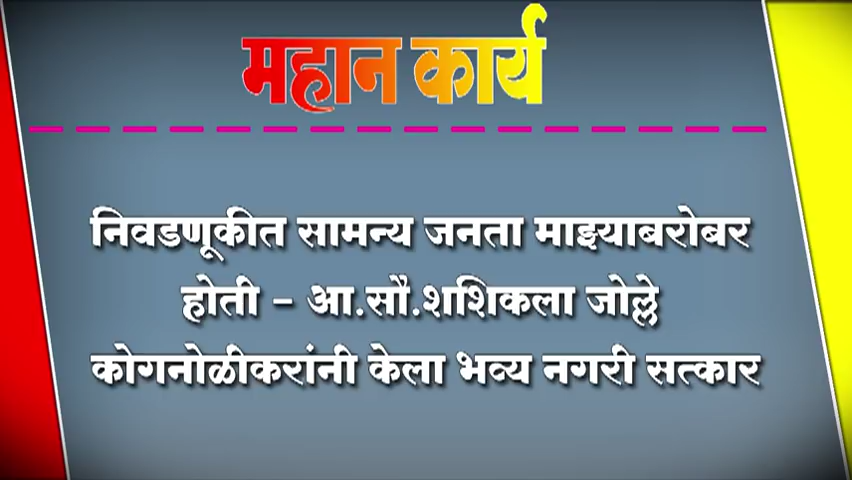 महान कार्य
निवडणूकीत सामन्य जनता माझ्याबरोबर
होती - आ.सौ.शशिकला जोल्ले
कोगनोळीकरांनी केला भव्य नगरी सत्कार